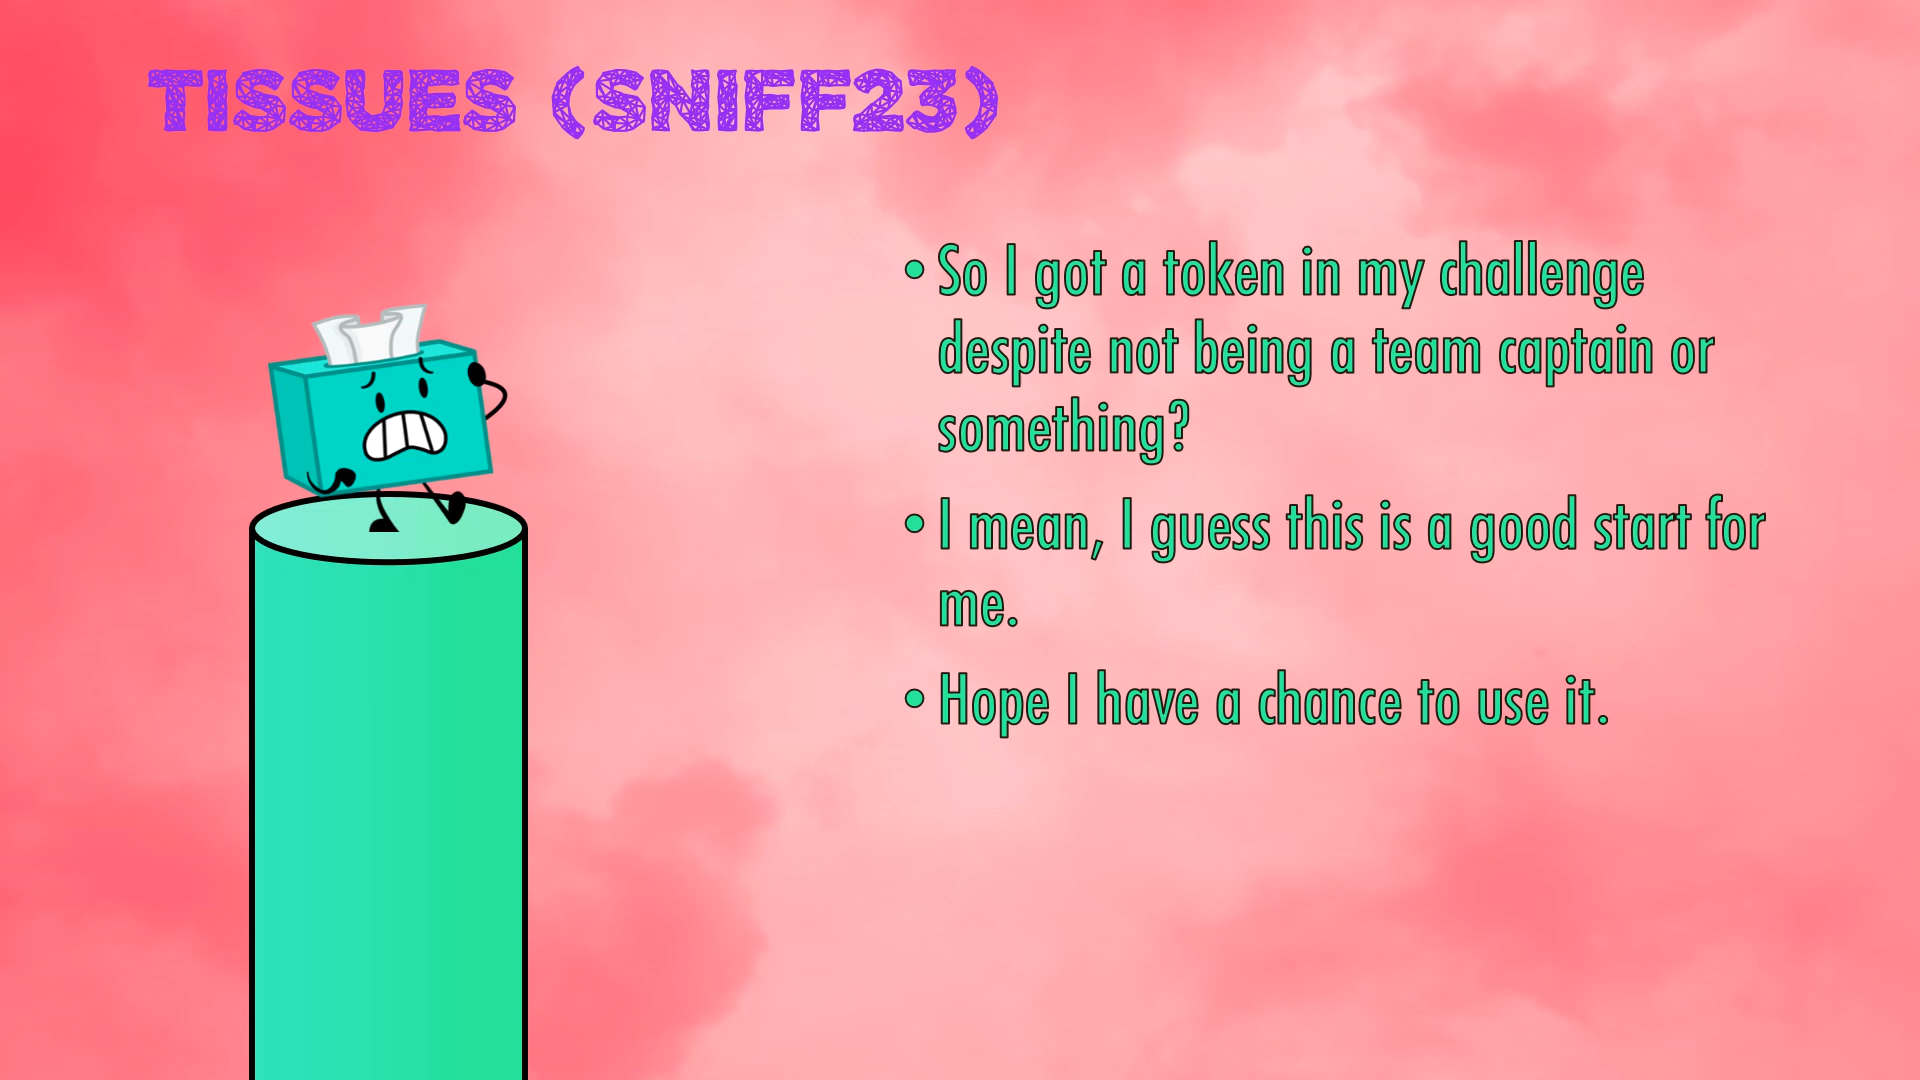 TISSUES (SNIFF23)
• So I got a token in my challenge
despite not being a team captain or
something?
• I mean, I guess this is a good start for
me.
• Hope I have a chance to use it.